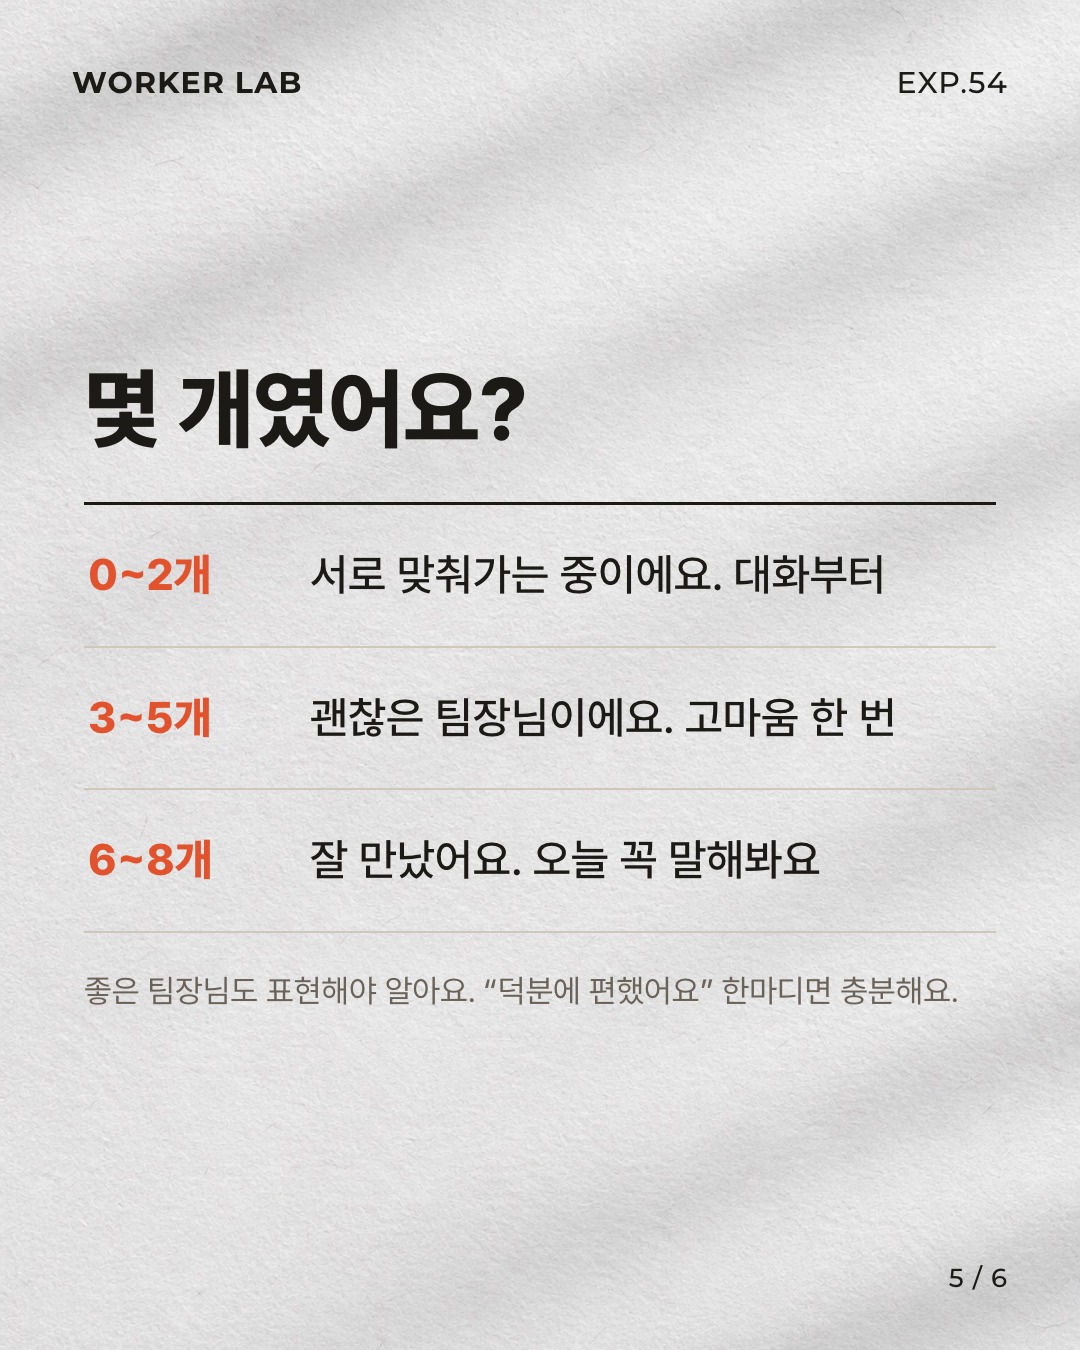 WORKER LAB
EXP.54
몇 개였어요?
0~2개 서로 맞춰가는 중이에요. 대화부터
3~5개 괜찮은 팀장님이에요. 고마움 한 번
6~8개 잘 만났어요. 오늘 꼭 말해봐요
좋은 팀장님도 표현해야 알아요. “덕분에 편했어요” 한마디면 충분해요.
5 / 6